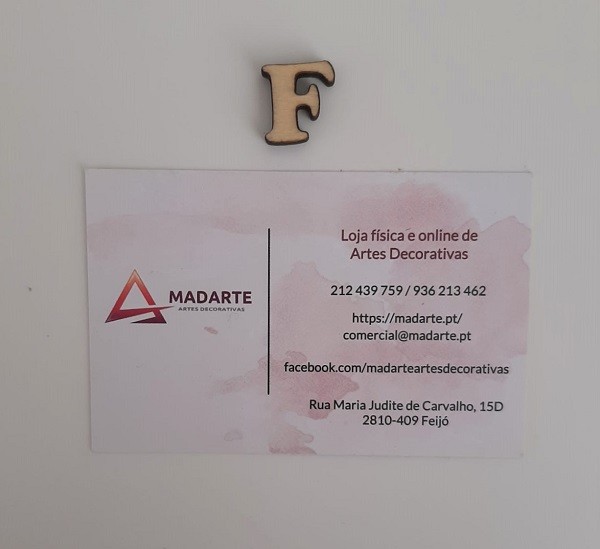 F
MADARTE
ARTES DECORATIVAS
Loja física e online de
Artes Decorativas
212 439 759 / 936 213 462
https://madarte.pt/
comercial@madarte.pt
facebook.com/madarteartesdecorativas
Rua Maria Judite de Carvalho, 15D
2810-409 Feijó